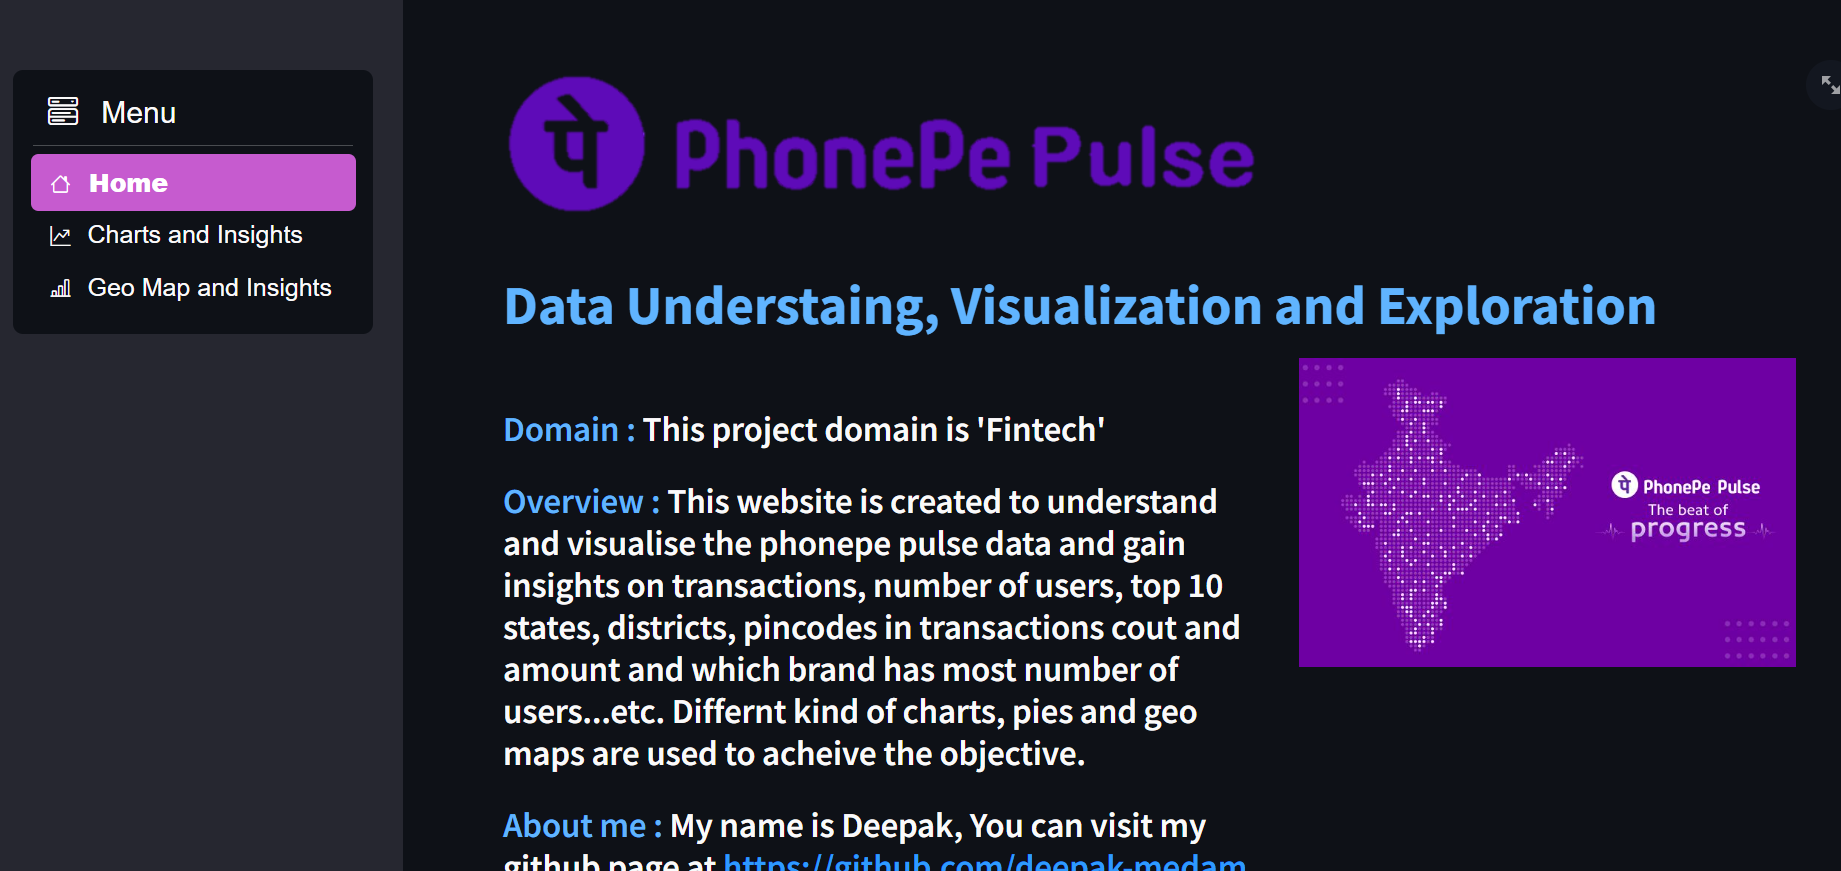 Menu
Home
Charts and Insights
Geo Map and Insights
पे PhonePe Pulse
Data Understaing, Visualization and Exploration
Domain : This project domain is 'Fintech'
Overview : This website is created to understand
and visualise the phonepe pulse data and gain
insights on transactions, number of users, top 10
states, districts, pincodes in transactions cout and
amount and which brand has most number of
users...etc. Differnt kind of charts, pies and geo
maps are used to acheive the objective.
About me : My name is Deepak, You can visit my
github page at https://github.com/deepak-medam
पे PhonePe Pulse
The beat of
progress